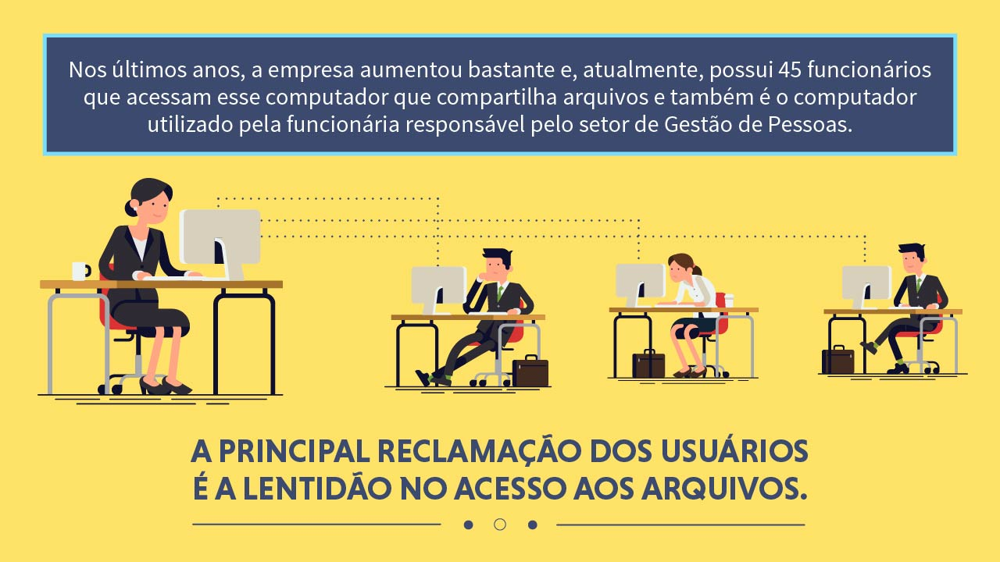 Nos últimos anos, a empresa aumentou bastante e, atualmente, possui 45 funcionários
que acessam esse computador que compartilha arquivos e também é o computador
utilizado pela funcionária responsável pelo setor de Gestão de Pessoas.
A PRINCIPAL RECLAMAÇÃO DOS USUÁRIOS
É A LENTIDÃO NO ACESSO AOS ARQUIVOS.